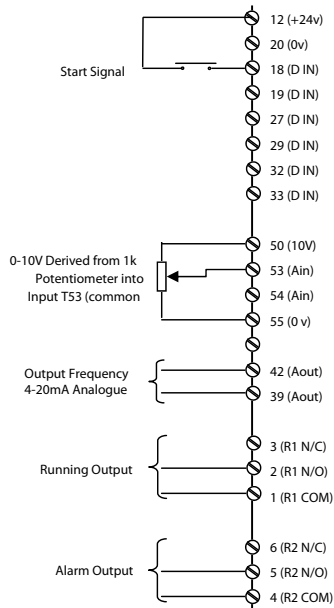 12 (+24v)
20 (0v)
Start Signal
18 (D IN)
19 (D IN)
27 (D IN)
29 (D IN)
32 (D IN)
33 (D IN)
50 (10V)
0-10V Derived from 1k
Potentiometer into
Input T53 (common
53 (Ain)
54 (Ain)
55 (0 v)
Output Frequency
4-20mA Analogue
42 (Aout)
39 (Aout)
3 (R1 N/C)
Running Output
2 (R1 N/O)
1 (R1 COM)
6 (R2 N/C)
Alarm Output
5 (R2 N/O)
4 (R2 COM)